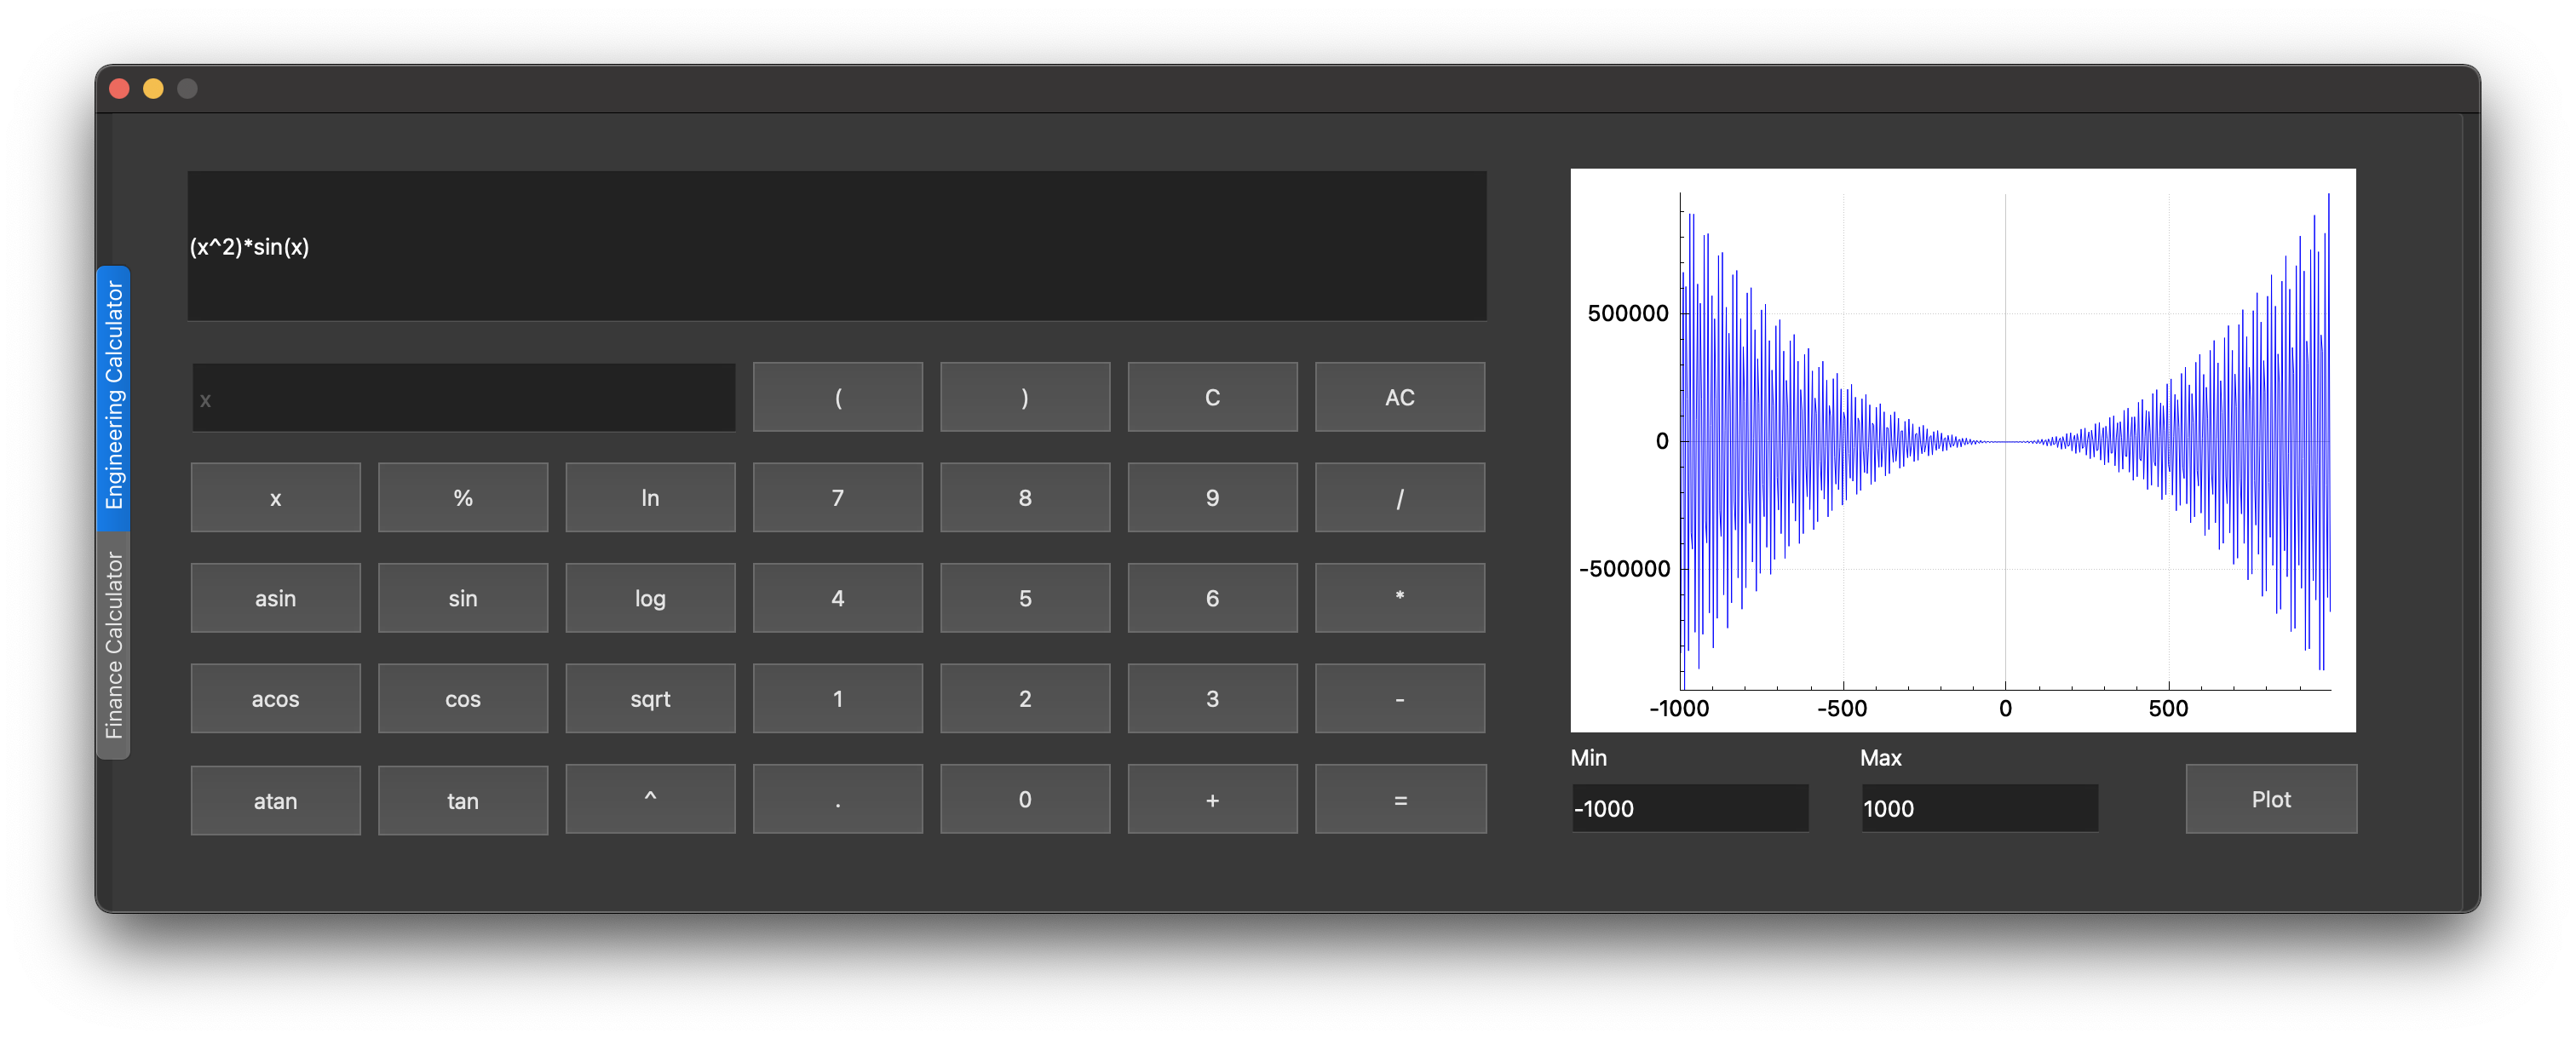 (x^2)*sin(x)
Engineering Calculator
Finance Calculator
x
(
)
C
AC
x
%
ln
7
8
9
/
asin
sin
log
4
5
6
*
acos
cos
sqrt
1
2
3
-
atan
tan
^
.
0
+
=
500000
0
-500000
-1000
-500
0
500
Min
Max
-1000
1000
Plot